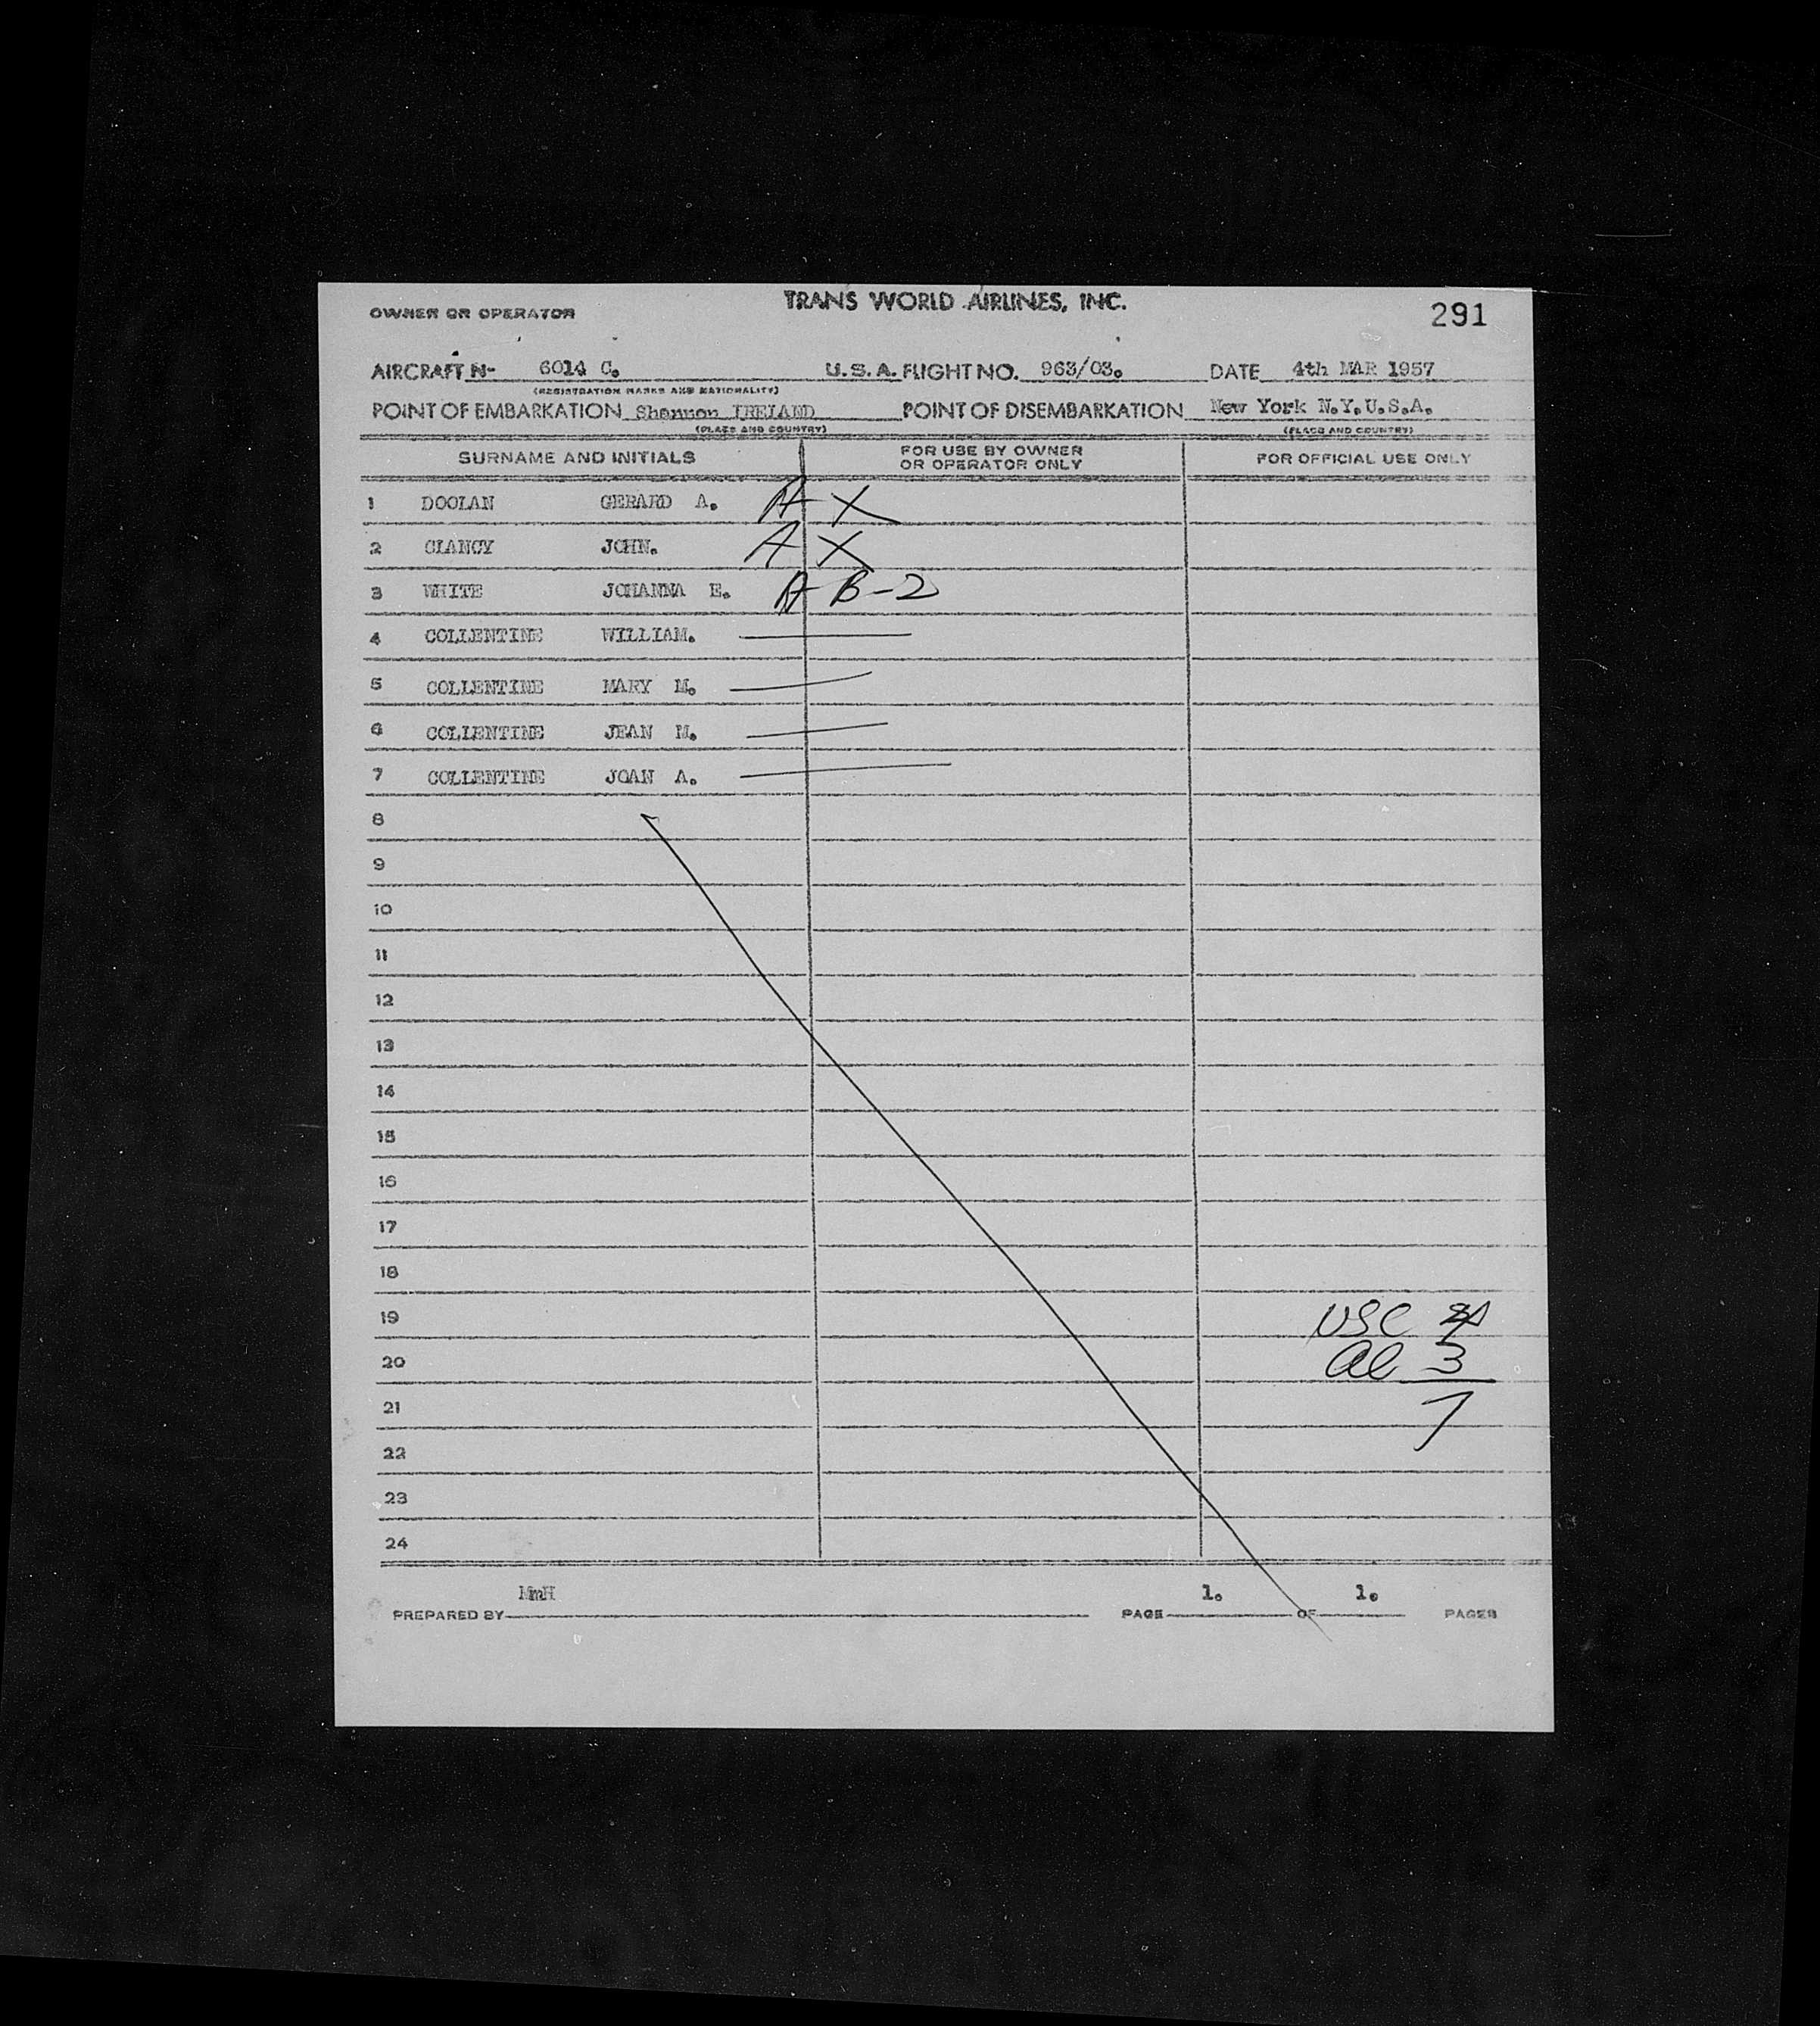 TRANS WORLD AIRLINES, INC.
OWNER OR OPERATOR
291
AIRCRAFT N- 6014 C. U.S.A. FLIGHT NO. 963/03. DATE 4th MAR 1957
(REGISTRATION MARKS AND NATIONALITY)
POINT OF EMBARKATION Shannon IRELAND POINT OF DISEMBARKATION New York N.Y.U.S.A.
(PLACE AND COUNTRY) (PLACE AND COUNTRY)
SURNAME AND INITIALS FOR USE BY OWNER OR OPERATOR ONLY FOR OFFICIAL USE ONLY
1 DOOLAN GERARD A. A X
2 CLANCY JOHN. A X
3 WHITE JOHANNA E. A B-2
4 COLLENTINE WILLIAM.
5 COLLENTINE MARY M.
6 COLLENTINE JEAN M.
7 COLLENTINE JOAN A.
8
9
10
11
12
13
14
15
16
17
18
19 USC 4
20 al 3
21 7
22
23
24
MmH 1. 1.
PREPARED BY PAGE OF PAGES